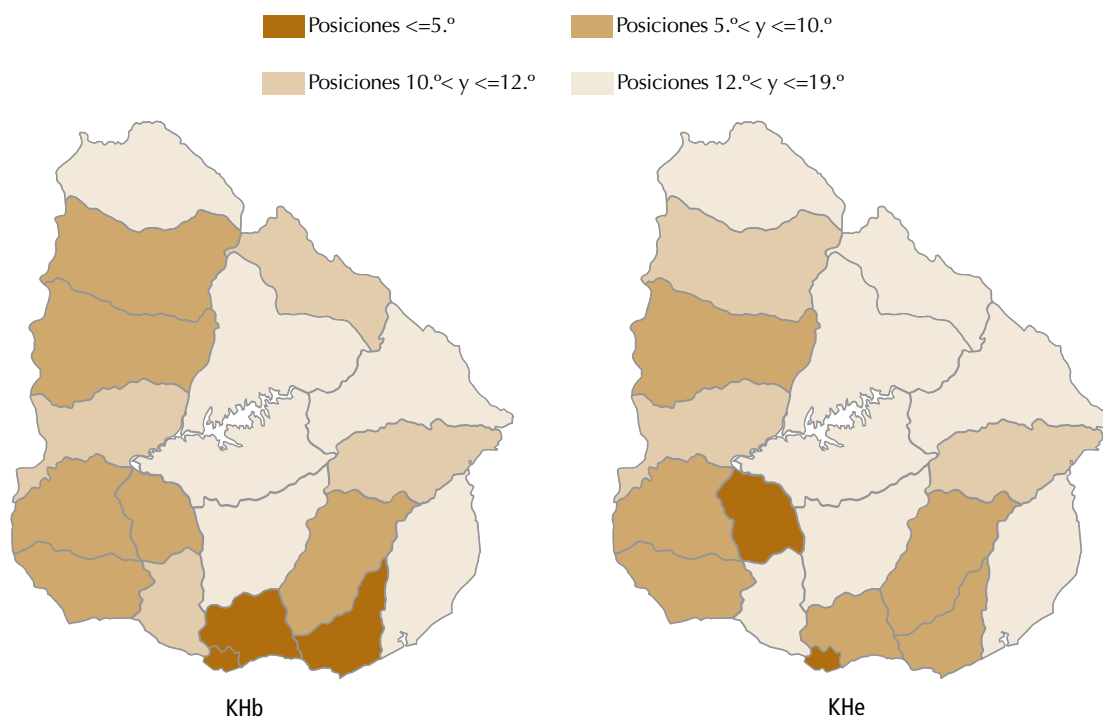 Posiciones <=5.º
Posiciones 5.º< y <=10.º
Posiciones 10.º< y <=12.º
Posiciones 12.º< y <=19.º
KHb
KHe